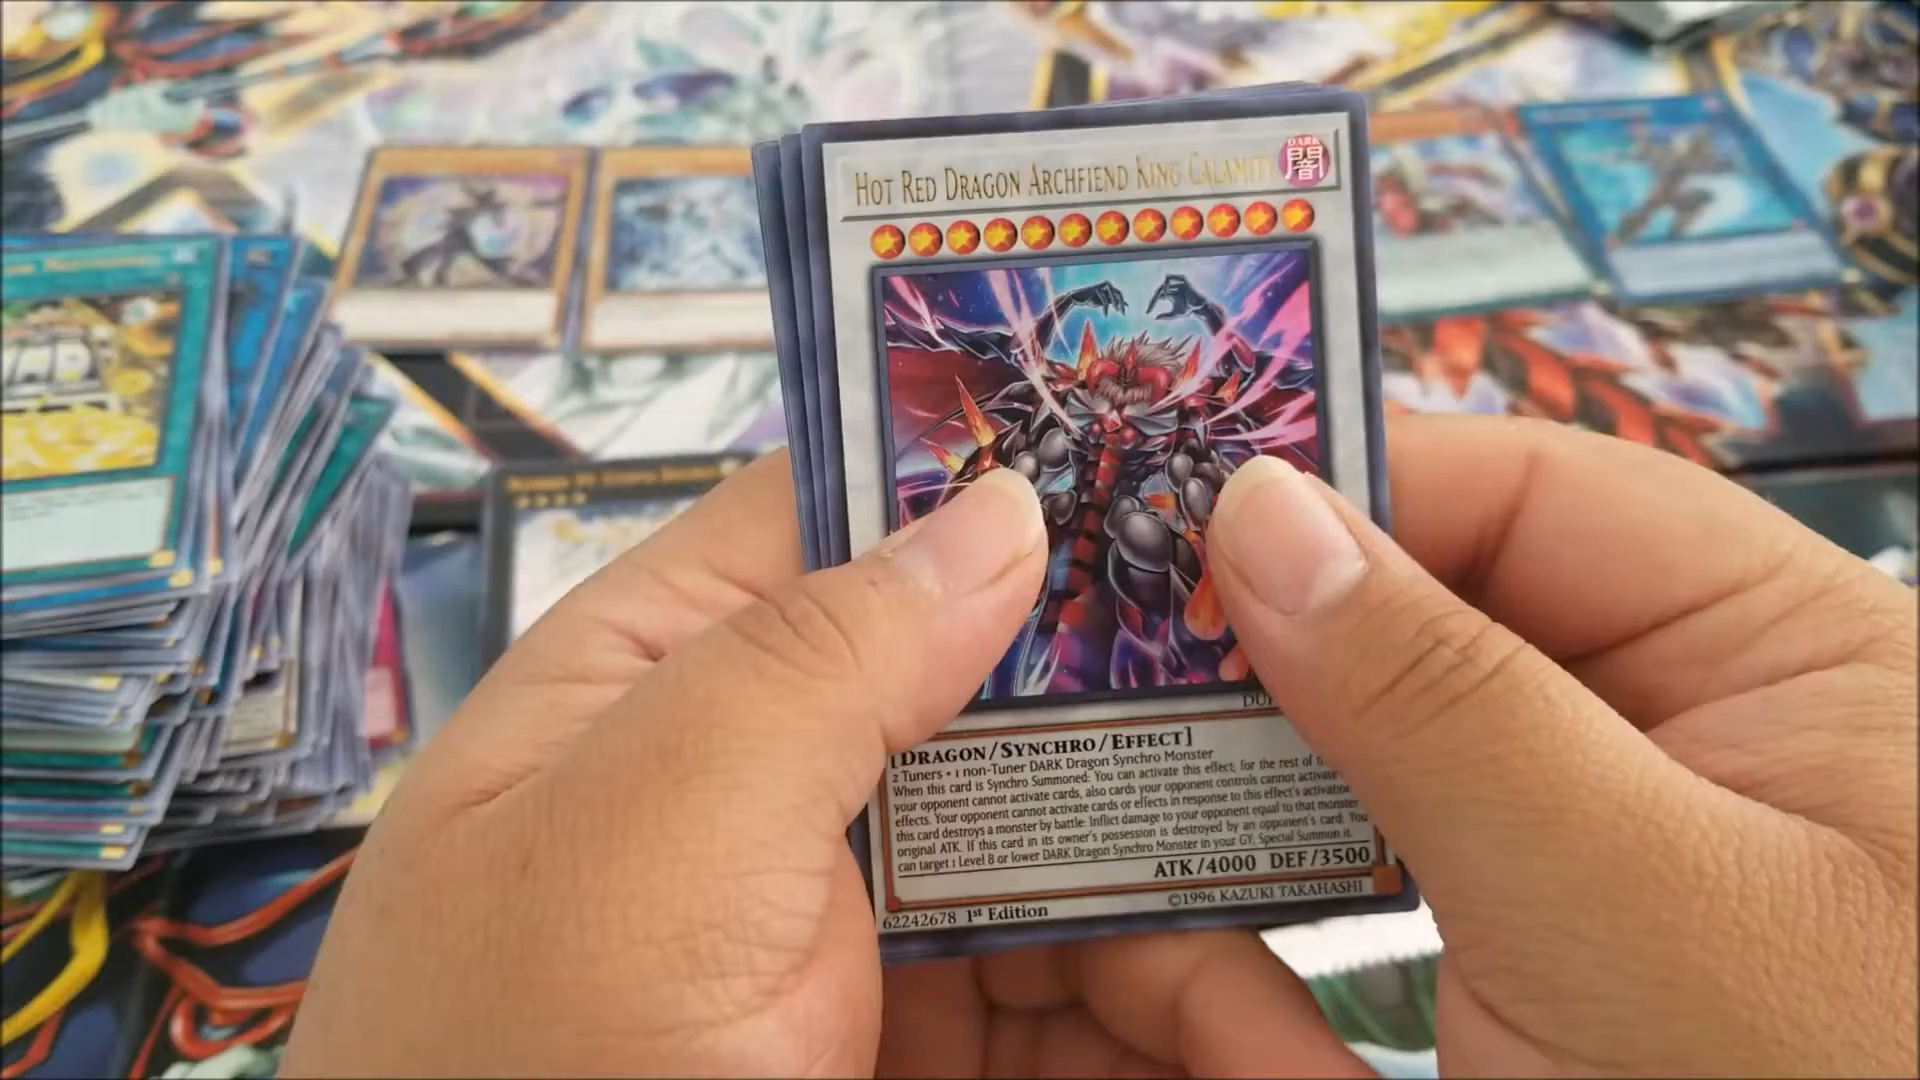 HOT RED DRAGON ARCHFIEND KING CALAMITY
DARK
闇
DU
[DRAGON/SYNCHRO/EFFECT]
2 Tuners + 1 non-Tuner DARK Dragon Synchro Monster
When this card is Synchro Summoned: You can activate this effect, for the rest of
your opponent cannot activate cards, also cards your opponent controls cannot activate
effects. Your opponent cannot activate cards or effects in response to this effect's activation
this card destroys a monster by battle: Inflict damage to your opponent equal to that monster
original ATK. If this card in its owner's possession is destroyed by an opponent's card: You
can target 1 Level 8 or lower DARK Dragon Synchro Monster in your GY; Special Summon it.
ATK/4000 DEF/3500
62242678 1st Edition
©1996 KAZUKI TAKAHASHI